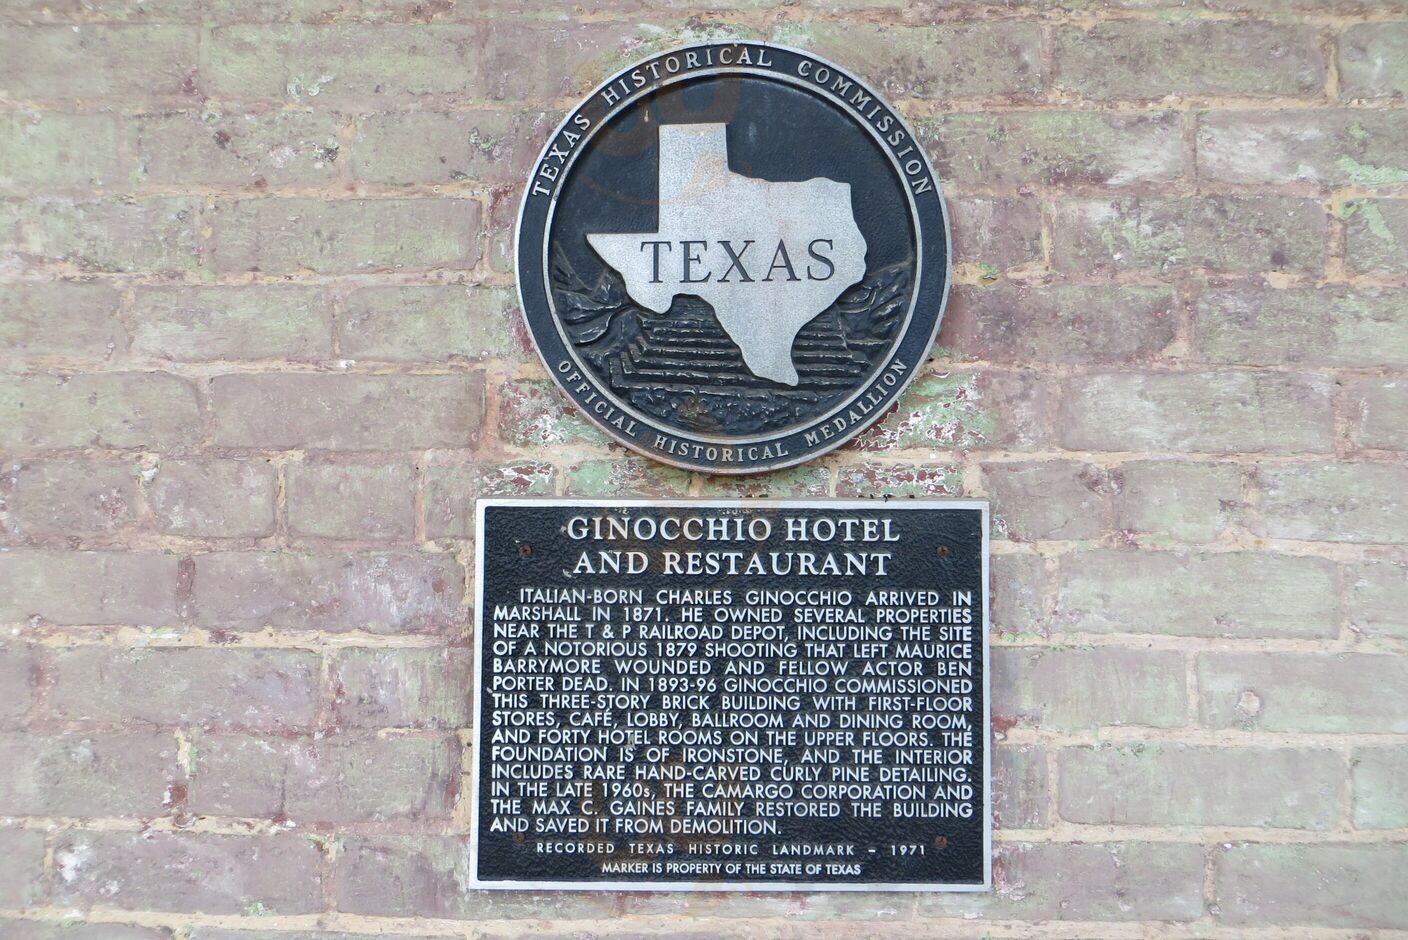 TEXAS HISTORICAL COMMISSION
TEXAS
OFFICIAL HISTORICAL MEDALLION
GINOCCHIO HOTEL
AND RESTAURANT
ITALIAN-BORN CHARLES GINOCCHIO ARRIVED IN
MARSHALL IN 1871. HE OWNED SEVERAL PROPERTIES
NEAR THE T & P RAILROAD DEPOT, INCLUDING THE SITE
OF A NOTORIOUS 1879 SHOOTING THAT LEFT MAURICE
BARRYMORE WOUNDED AND FELLOW ACTOR BEN
PORTER DEAD. IN 1893-96 GINOCCHIO COMMISSIONED
THIS THREE-STORY BRICK BUILDING WITH FIRST-FLOOR
STORES, CAFÉ, LOBBY, BALLROOM AND DINING ROOM,
AND FORTY HOTEL ROOMS ON THE UPPER FLOORS. THE
FOUNDATION IS OF IRONSTONE, AND THE INTERIOR
INCLUDES RARE HAND-CARVED CURLY PINE DETAILING.
IN THE LATE 1960s, THE CAMARGO CORPORATION AND
THE MAX C. GAINES FAMILY RESTORED THE BUILDING
AND SAVED IT FROM DEMOLITION.
RECORDED TEXAS HISTORIC LANDMARK – 1971
MARKER IS PROPERTY OF THE STATE OF TEXAS